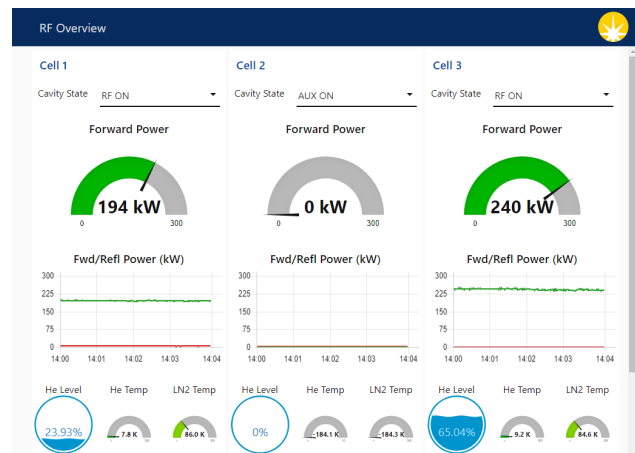 RF Overview
Cell 1 Cell 2 Cell 3
Cavity State RF ON Cavity State AUX ON Cavity State RF ON
Forward Power Forward Power Forward Power
194 kW 0 kW 240 kW
0 300 0 300 0 300
Fwd/Refl Power (kW) Fwd/Refl Power (kW) Fwd/Refl Power (kW)
300 300 300
225 225 225
150 150 150
75 75 75
0 0 0
14:00 14:01 14:02 14:03 14:04 14:00 14:01 14:02 14:03 14:04 14:00 14:01 14:02 14:03 14:04
He Level He Temp LN2 Temp He Level He Temp LN2 Temp He Level He Temp LN2 Temp
23.93% 7.8 K 86.0 K 0% -184.1 K -184.3 K 65.04% 9.2 K 84.6 K